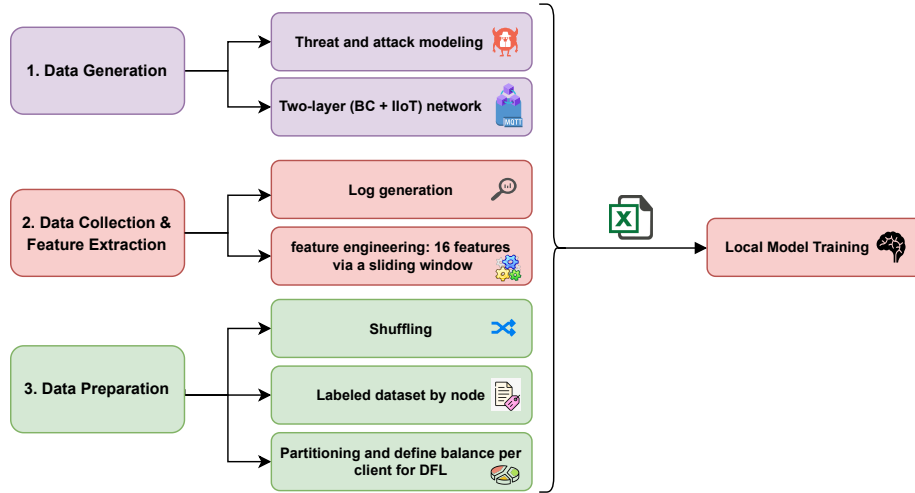 1. Data Generation
Threat and attack modeling
Two-layer (BC + IIoT) network
MQTT
2. Data Collection &
Feature Extraction
Log generation
feature engineering: 16 features
via a sliding window
3. Data Preparation
Shuffling
Labeled dataset by node
Partitioning and define balance per
client for DFL
X
Local Model Training